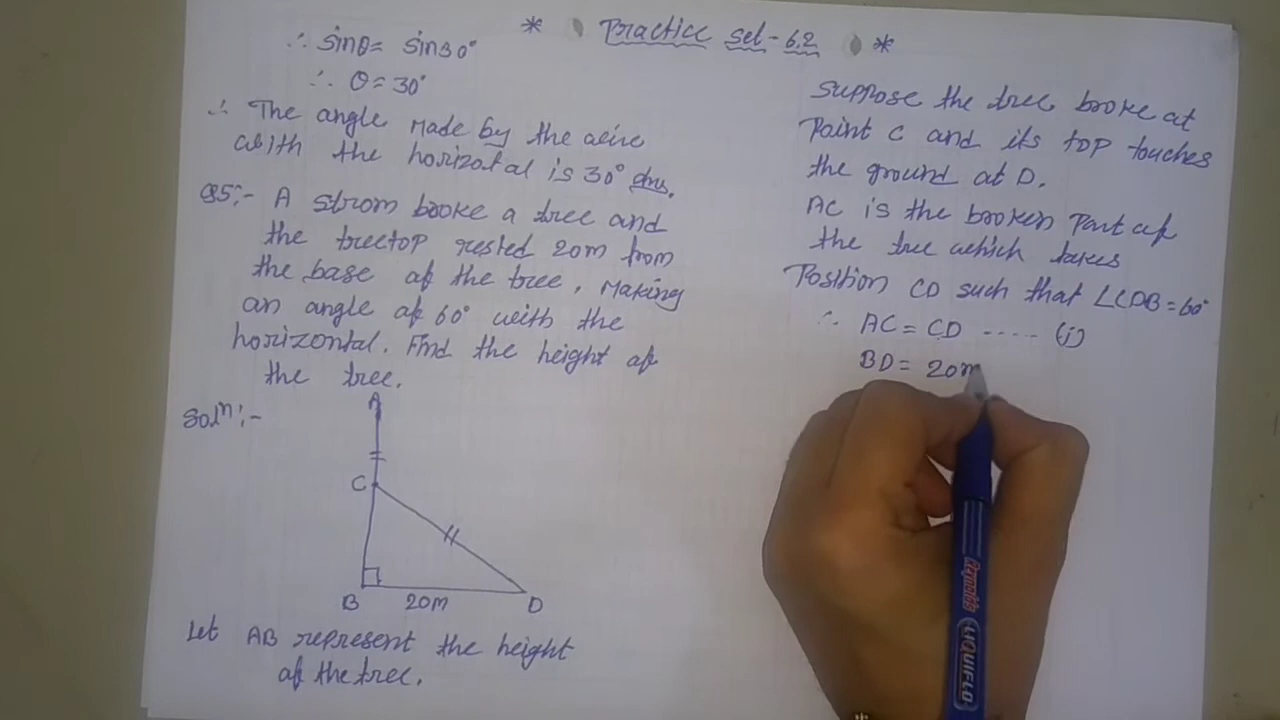 * Practice set - 6.2 *
∴ sinθ = sin30°
∴ θ = 30°
∴ The angle made by the wire
with the horizotal is 30° Ans.
Q5:- A strom broke a tree and
the treetop rested 20m from
the base of the tree, making
an angle of 60° with the
horizontal. Find the height of
the tree.
Solⁿ:-
A
C
B 20m D
Let AB represent the height
of the tree.
Suppose the tree broke at
Point C and its top touches
the ground at D.
AC is the broken part of
the tree which takes
Position CD such that ∠CDB = 60°
∴ AC = CD ..... (i)
BD = 20m
Reynolds LIQUIFLO